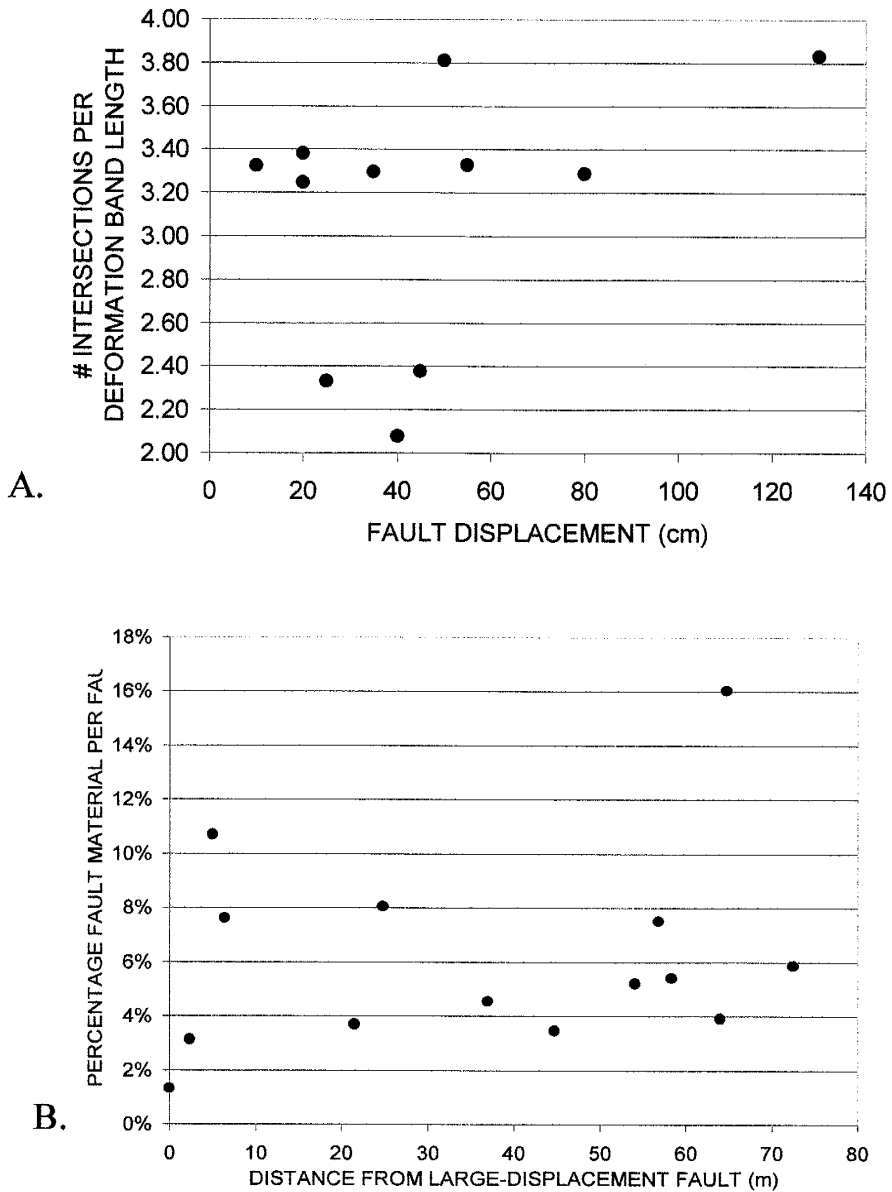 4.00
3.80
3.60
3.40
3.20
3.00
2.80
2.60
2.40
2.20
2.00
# INTERSECTIONS PER
DEFORMATION BAND LENGTH
0 20 40 60 80 100 120 140
FAULT DISPLACEMENT (cm)
A.
18%
16%
14%
12%
10%
8%
6%
4%
2%
0%
PERCENTAGE FAULT MATERIAL PER
0 10 20 30 40 50 60 70 80
DISTANCE FROM LARGE-DISPLACEMENT FAULT (m)
B.